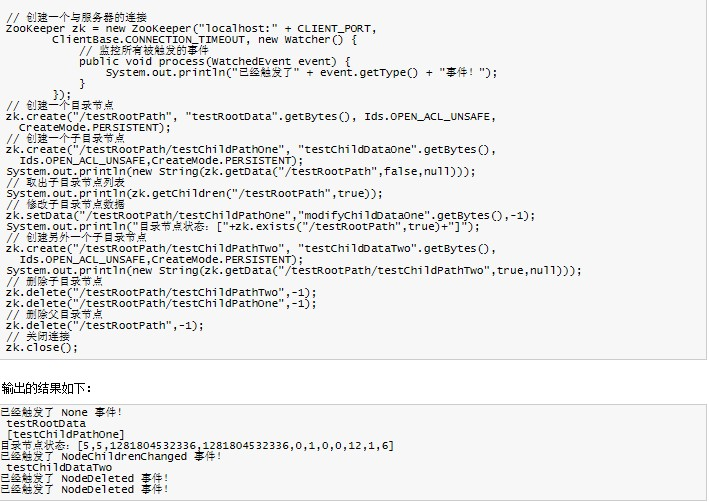 // 创建一个与服务器的连接
ZooKeeper zk = new ZooKeeper("localhost:" + CLIENT_PORT,
ClientBase.CONNECTION_TIMEOUT, new Watcher() {
// 监控所有被触发的事件
public void process(WatchedEvent event) {
System.out.println("已经触发了" + event.getType() + "事件!");
}
});
// 创建一个目录节点
zk.create("/testRootPath", "testRootData".getBytes(), Ids.OPEN_ACL_UNSAFE,
CreateMode.PERSISTENT);
// 创建一个子目录节点
zk.create("/testRootPath/testChildPathOne", "testChildDataOne".getBytes(),
Ids.OPEN_ACL_UNSAFE,CreateMode.PERSISTENT);
System.out.println(new String(zk.getData("/testRootPath",false,null)));
// 取出子目录节点列表
System.out.println(zk.getChildren("/testRootPath",true));
// 修改子目录节点数据
zk.setData("/testRootPath/testChildPathOne","modifyChildDataOne".getBytes(),-1);
System.out.println("目录节点状态：["+zk.exists("/testRootPath",true)+"]");
// 创建另外一个子目录节点
zk.create("/testRootPath/testChildPathTwo", "testChildDataTwo".getBytes(),
Ids.OPEN_ACL_UNSAFE,CreateMode.PERSISTENT);
System.out.println(new String(zk.getData("/testRootPath/testChildPathTwo",true,null)));
// 删除子目录节点
zk.delete("/testRootPath/testChildPathTwo",-1);
zk.delete("/testRootPath/testChildPathOne",-1);
// 删除父目录节点
zk.delete("/testRootPath",-1);
// 关闭连接
zk.close();
输出的结果如下：
已经触发了 None 事件!
testRootData
[testChildPathOne]
目录节点状态：[5,5,1281804532336,1281804532336,0,1,0,0,12,1,6]
已经触发了 NodeChildrenChanged 事件!
testChildDataTwo
已经触发了 NodeDeleted 事件!
已经触发了 NodeDeleted 事件!